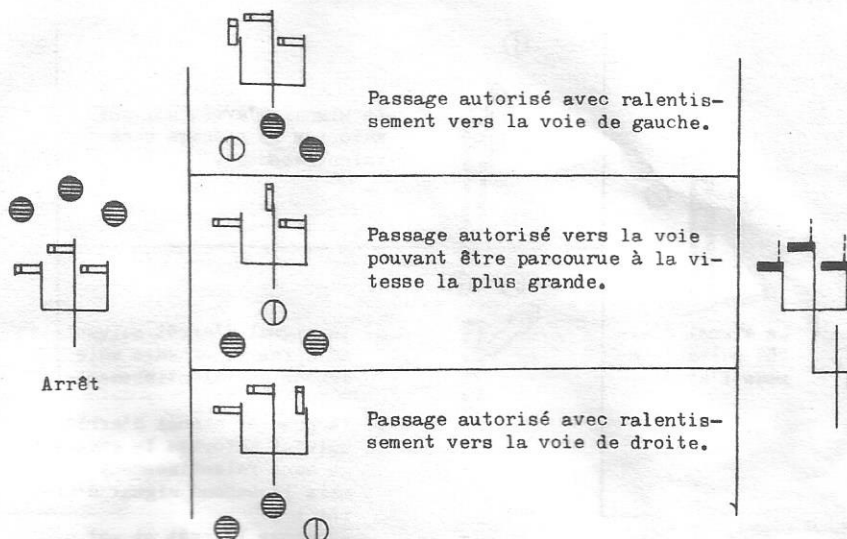 Passage autorisé avec ralentis-
sement vers la voie de gauche.
Passage autorisé vers la voie
pouvant être parcourue à la vi-
tesse la plus grande.
Arrêt
Passage autorisé avec ralentis-
sement vers la voie de droite.